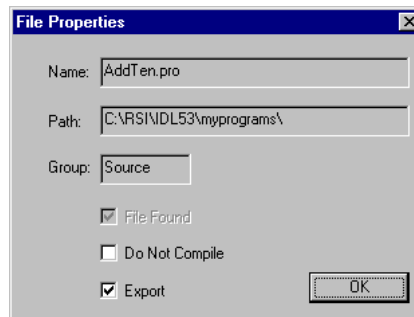 File Properties
Name: AddTen.pro
Path: C:\RSI\IDL53\myprograms\
Group: Source
File Found
Do Not Compile
Export
OK